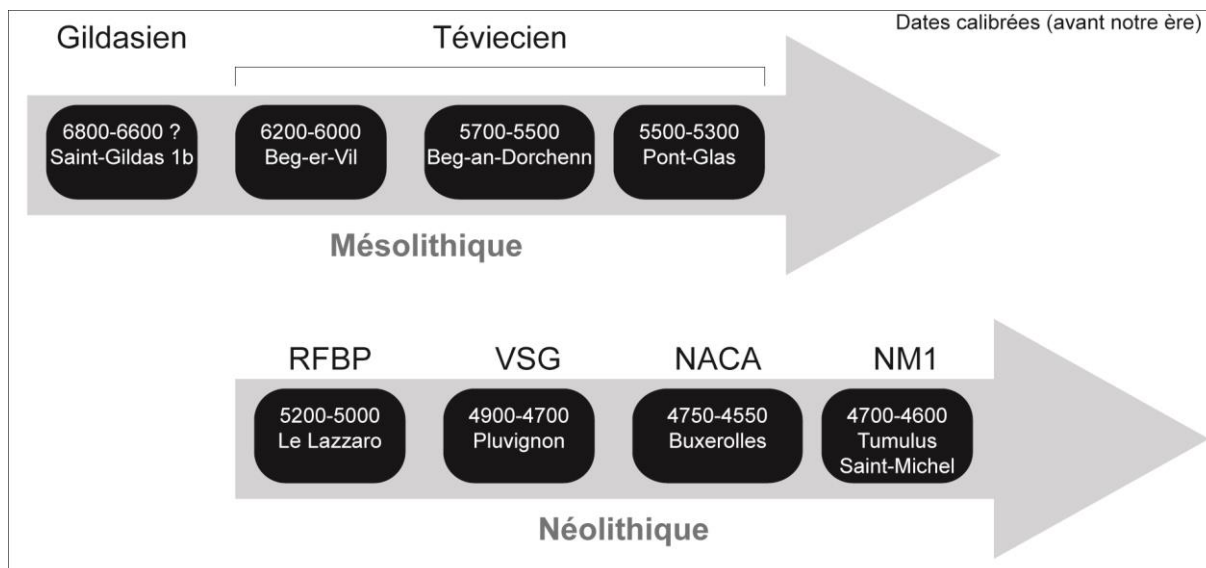 Dates calibrées (avant notre ère)
Gildasien
Téviecien
6800-6600 ?
Saint-Gildas 1b
6200-6000
Beg-er-Vil
5700-5500
Beg-an-Dorchenn
5500-5300
Pont-Glas
Mésolithique
RFBP
VSG
NACA
NM1
5200-5000
Le Lazzaro
4900-4700
Pluvignon
4750-4550
Buxerolles
4700-4600
Tumulus
Saint-Michel
Néolithique